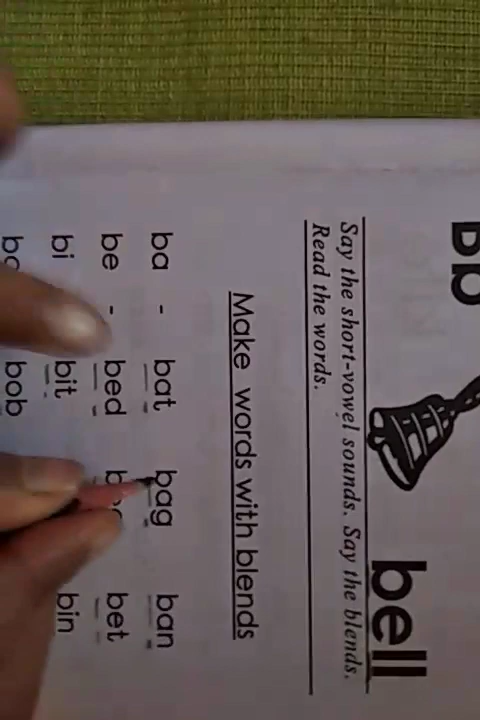 Bb bell
Say the short-vowel sounds. Say the blends.
Read the words.
Make words with blends
ba - bat bag ban
be - bed bet
bi bit bin
bob